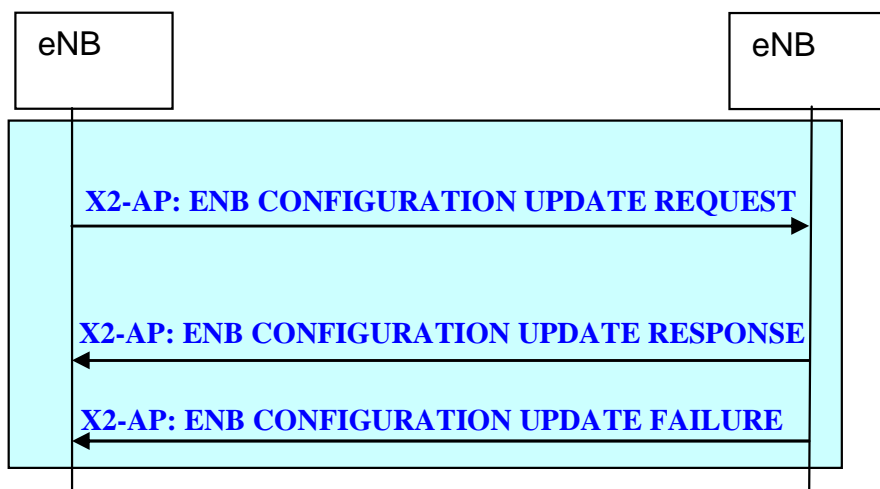 eNB
eNB
X2-AP: ENB CONFIGURATION UPDATE REQUEST
X2-AP: ENB CONFIGURATION UPDATE RESPONSE
X2-AP: ENB CONFIGURATION UPDATE FAILURE